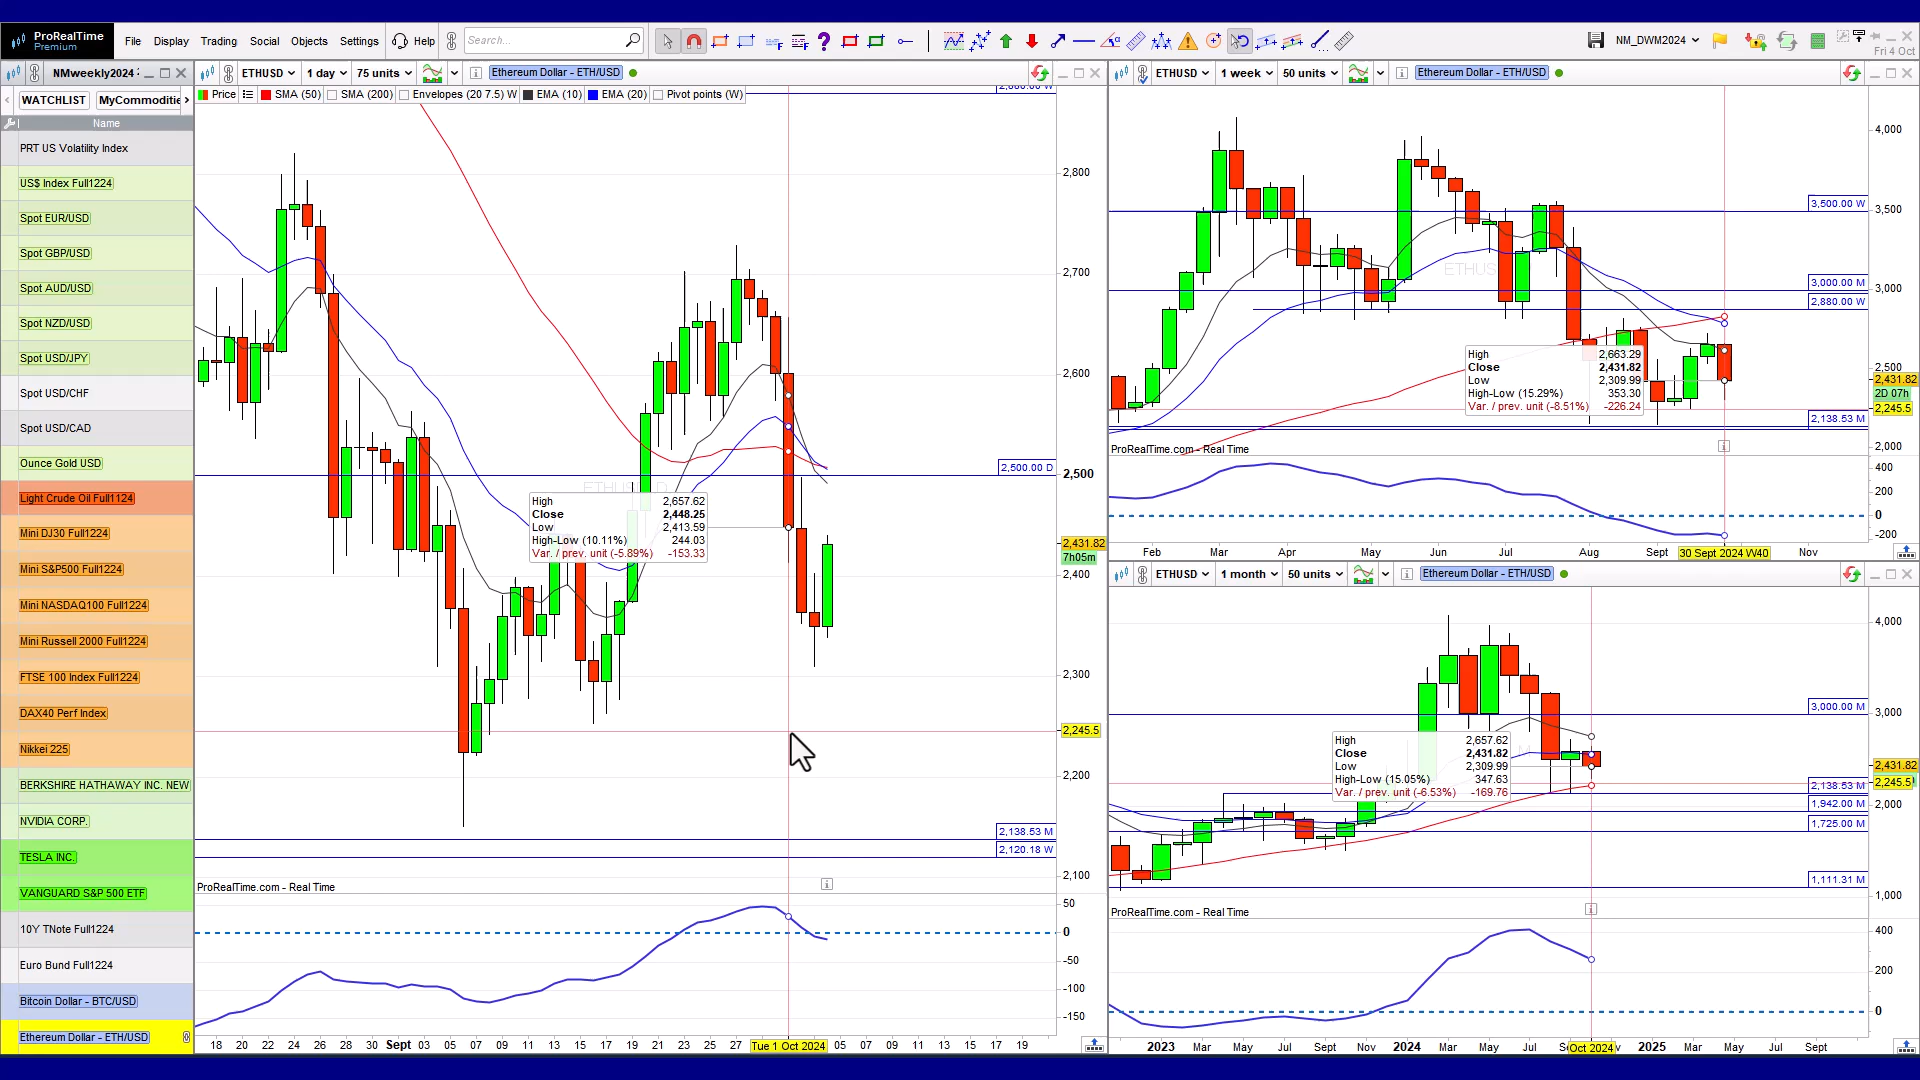 ProRealTime
Premium
File Display Trading Social Objects Settings Help Search...
NM_DWM2024
Fri 4 Oct
NMweekly2024
WATCHLIST MyCommoditie
Name
PRT US Volatility Index
US$ Index Full1224
Spot EUR/USD
Spot GBP/USD
Spot AUD/USD
Spot NZD/USD
Spot USD/JPY
Spot USD/CHF
Spot USD/CAD
Ounce Gold USD
Light Crude Oil Full1124
Mini DJ30 Full1224
Mini S&P500 Full1224
Mini NASDAQ100 Full1224
Mini Russell 2000 Full1224
FTSE 100 Index Full1224
DAX40 Perf Index
Nikkei 225
BERKSHIRE HATHAWAY INC. NEW
NVIDIA CORP.
TESLA INC.
VANGUARD S&P 500 ETF
10Y TNote Full1224
Euro Bund Full1224
Bitcoin Dollar - BTC/USD
Ethereum Dollar - ETH/USD
ETHUSD 1 day 75 units Ethereum Dollar - ETH/USD
Price SMA (50) SMA (200) Envelopes (20 7.5) W EMA (10) EMA (20) Pivot points (W)
2,800
2,700
2,600
2,500.00 D
2,500
High 2,657.62
Close 2,448.25
Low 2,413.59
High-Low (10.11%) 244.03
Var. / prev. unit (-5.89%) -153.33
2,431.82
7h05m
2,400
2,300
2,245.5
2,200
2,138.53 M
2,120.18 W
2,100
ProRealTime.com - Real Time
50
0
-50
-100
-150
18 20 22 24 26 28 30 Sept 03 05 07 09 11 13 15 17 19 21 23 25 27 Tue 1 Oct 2024 05 07 09 11 13 15 17 19
ETHUSD 1 week 50 units Ethereum Dollar - ETH/USD
4,000
3,500.00 W
3,500
ETHUS
3,000.00 M
3,000
2,880.00 W
High 2,663.29
Close 2,431.82
Low 2,309.99
High-Low (15.29%) 353.30
Var. / prev. unit (-8.51%) -226.24
2,500
2,431.82
2D 07h
2,245.5
2,138.53 M
2,000
ProRealTime.com - Real Time
400
200
0
-200
Feb Mar Apr May Jun Jul Aug Sept 30 Sept 2024 W40 Nov
ETHUSD 1 month 50 units Ethereum Dollar - ETH/USD
4,000
3,000.00 M
3,000
High 2,657.62
Close 2,431.82
Low 2,309.99
High-Low (15.05%) 347.63
Var. / prev. unit (-6.53%) -169.76
2,431.82
2,245.5
2,138.53 M
1,942.00 M
2,000
1,725.00 M
1,111.31 M
1,000
ProRealTime.com - Real Time
400
200
0
2023 Mar May Jul Sept Nov 2024 Mar May Jul Oct 2024 2025 Mar May Jul Sept